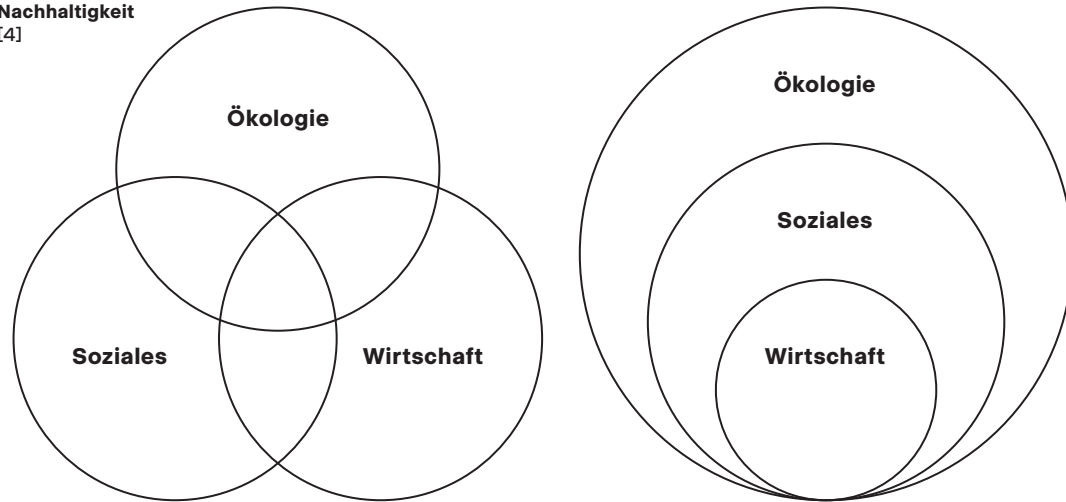 Nachhaltigkeit
[4]
Ökologie
Soziales
Wirtschaft
Ökologie
Soziales
Wirtschaft